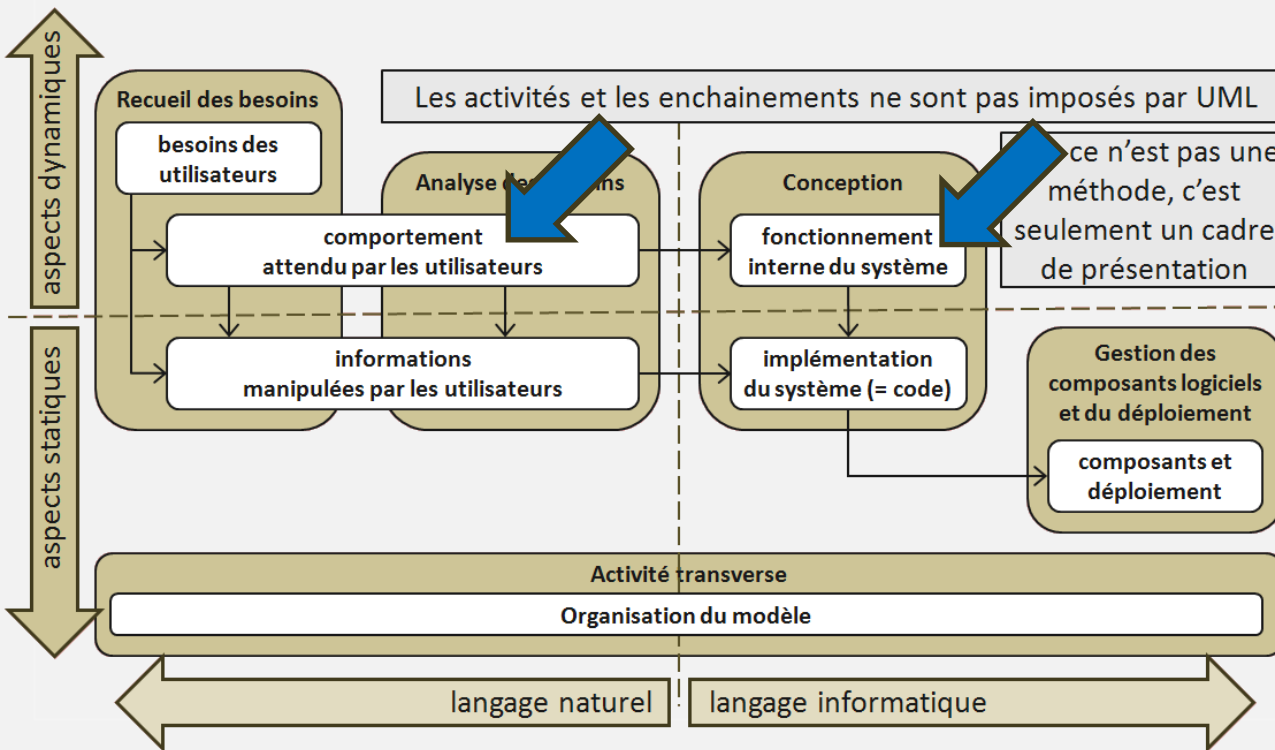 aspects dynamiques
Recueil des besoins
besoins des
utilisateurs
Les activités et les enchainements ne sont pas imposés par UML
ce n'est pas une
méthode, c'est
seulement un cadre
de présentation
Analyse
ins
Conception
comportement
attendu par les utilisateurs
fonctionnement
interne du système
aspects statiques
informations
manipulées par les utilisateurs
implémentation
du système (= code)
Gestion des
composants logiciels
et du déploiement
composants et
déploiement
Activité transverse
Organisation du modèle
langage naturel
langage informatique